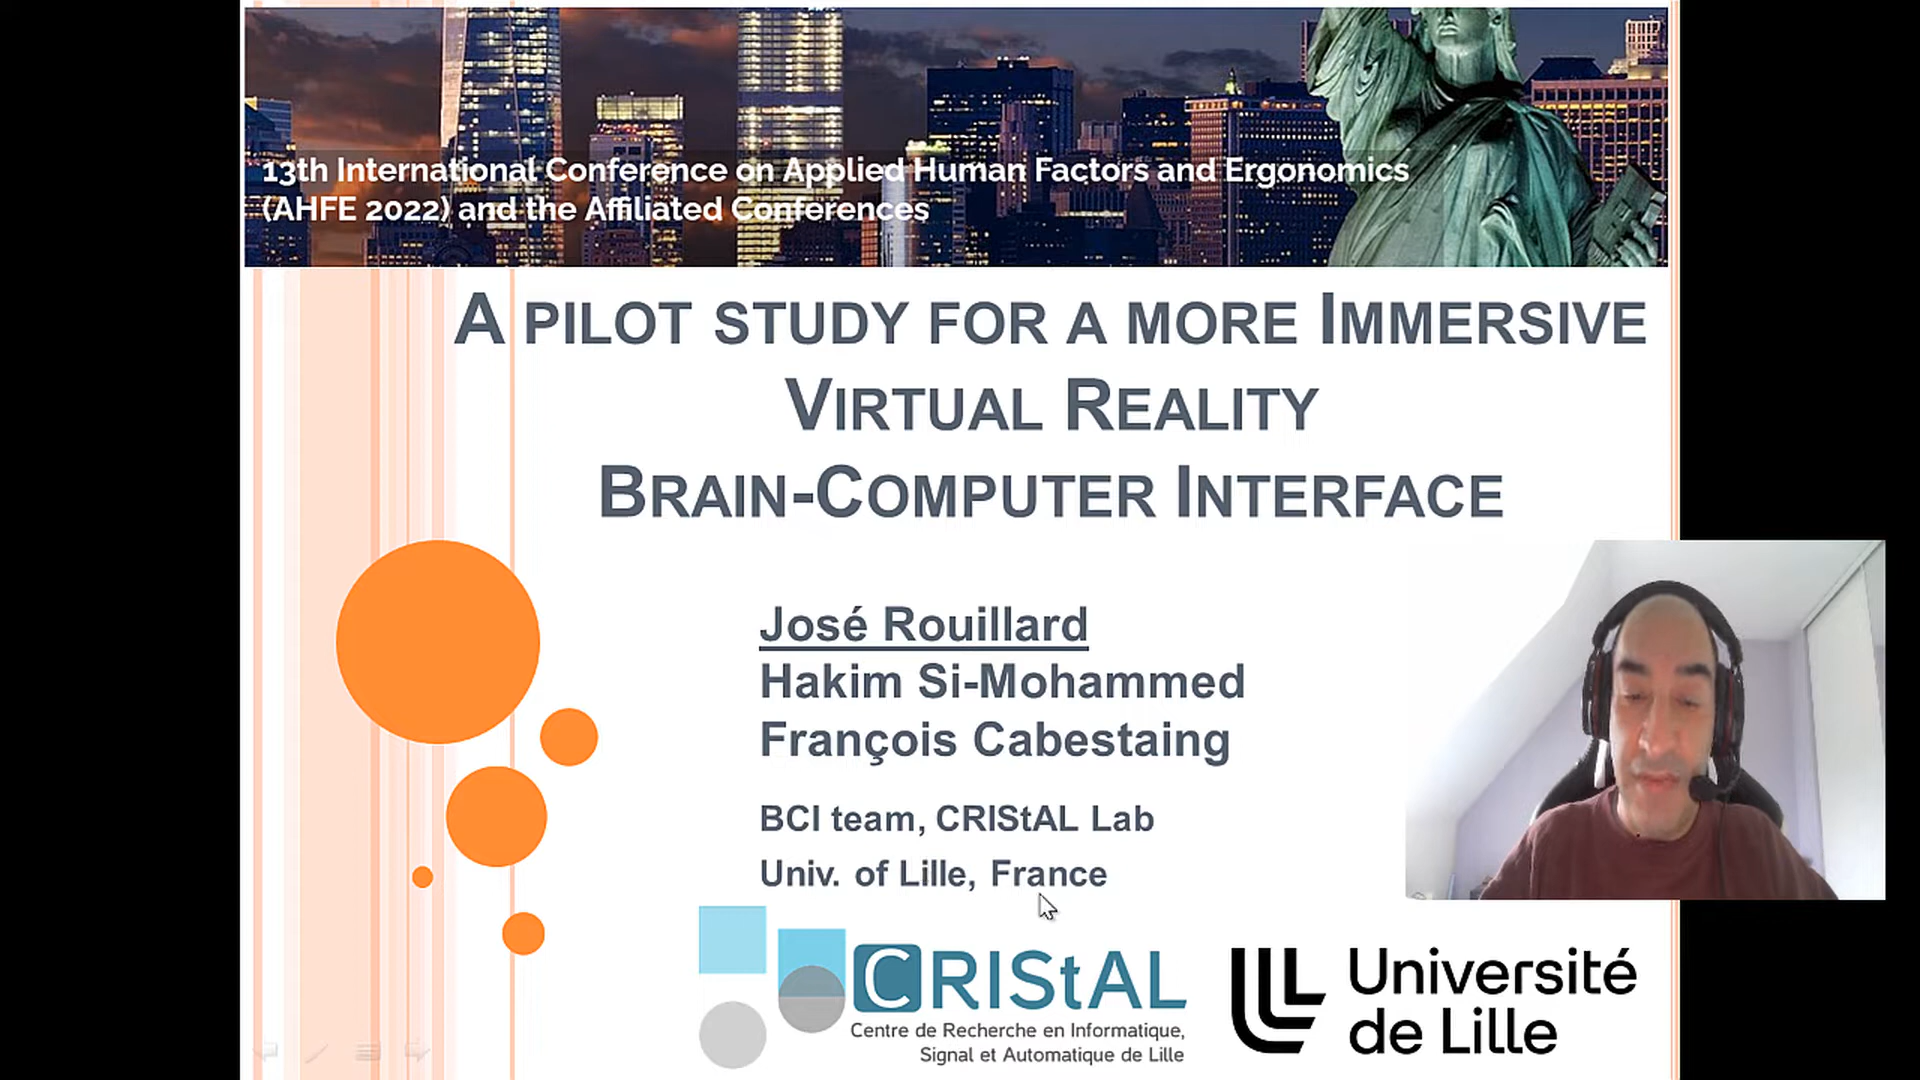 13th International Conference on Applied Human Factors and Ergonomics
(AHFE 2022) and the Affiliated Conferences
A PILOT STUDY FOR A MORE IMMERSIVE
VIRTUAL REALITY
BRAIN-COMPUTER INTERFACE
José Rouillard
Hakim Si-Mohammed
François Cabestaing
BCI team, CRIStAL Lab
Univ. of Lille, France
CRIStAL
Centre de Recherche en Informatique,
Signal et Automatique de Lille
Université
de Lille